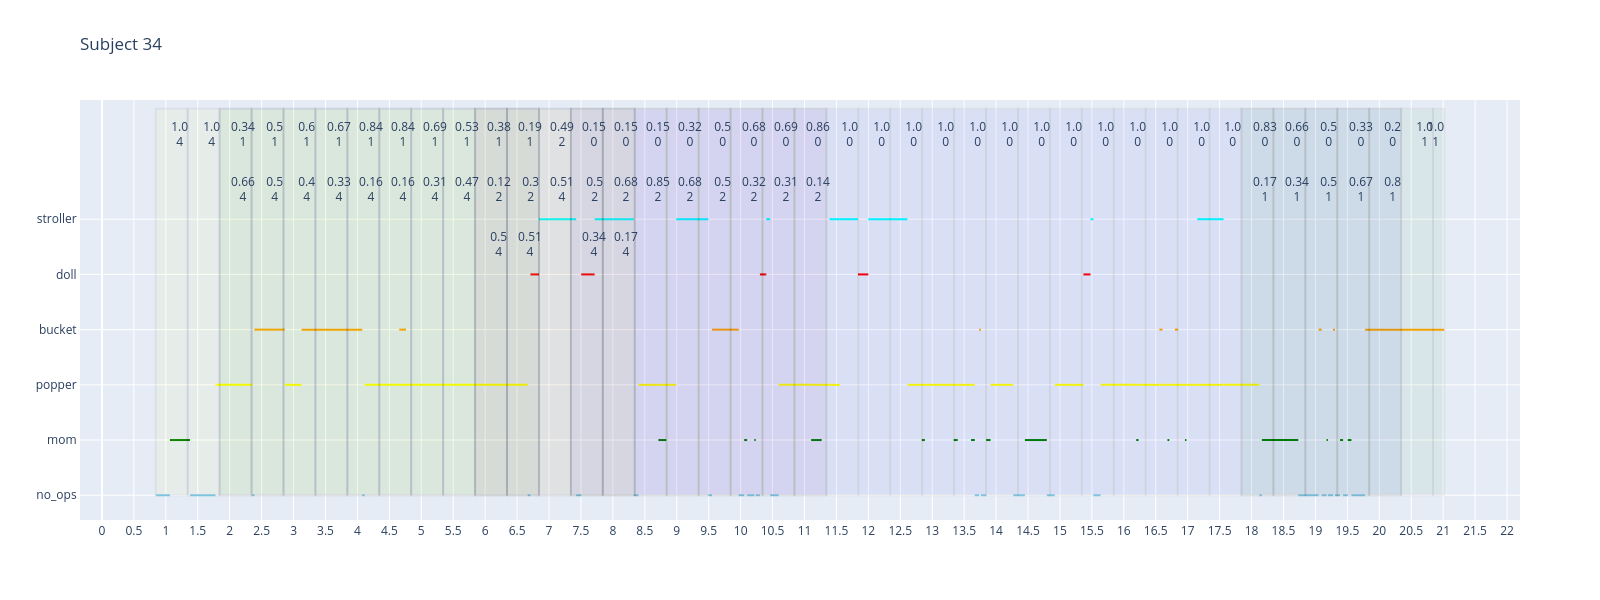 Subject 34
1.0 1.0 0.34 0.5 0.6 0.67 0.84 0.84 0.69 0.53 0.38 0.19 0.49 0.15 0.15 0.15 0.32 0.5 0.68 0.69 0.86 1.0 1.0 1.0 1.0 1.0 1.0 1.0 1.0 1.0 1.0 1.0 1.0 1.0 0.83 0.66 0.5 0.33 0.2 1.0 1.0
4 4 1 1 1 1 1 1 1 1 1 1 2 0 0 0 0 0 0 0 0 0 0 0 0 0 0 0 0 0 0 0 0 0 0 0 0 0 0 1 1
0.66 0.5 0.4 0.33 0.16 0.16 0.31 0.47 0.12 0.3 0.51 0.5 0.68 0.85 0.68 0.5 0.32 0.31 0.14 0.17 0.34 0.5 0.67 0.8
4 4 4 4 4 4 4 4 2 2 4 2 2 2 2 2 2 2 2 1 1 1 1 1
stroller
0.5 0.51 0.34 0.17
4 4 4 4
doll
bucket
popper
mom
no_ops
0 0.5 1 1.5 2 2.5 3 3.5 4 4.5 5 5.5 6 6.5 7 7.5 8 8.5 9 9.5 10 10.5 11 11.5 12 12.5 13 13.5 14 14.5 15 15.5 16 16.5 17 17.5 18 18.5 19 19.5 20 20.5 21 21.5 22